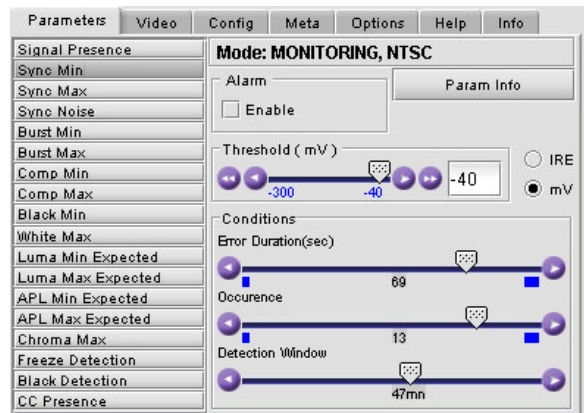 Parameters Video Config Meta Options Help Info
Signal Presence
Sync Min
Sync Max
Sync Noise
Burst Min
Burst Max
Comp Min
Comp Max
Black Min
White Max
Luma Min Expected
Luma Max Expected
APL Min Expected
APL Max Expected
Chroma Max
Freeze Detection
Black Detection
CC Presence
Mode: MONITORING, NTSC
Alarm
Enable
Param Info
Threshold ( mV )
-300 -40
-40
IRE
mV
Conditions
Error Duration(sec)
69
Occurence
13
Detection Window
47mn